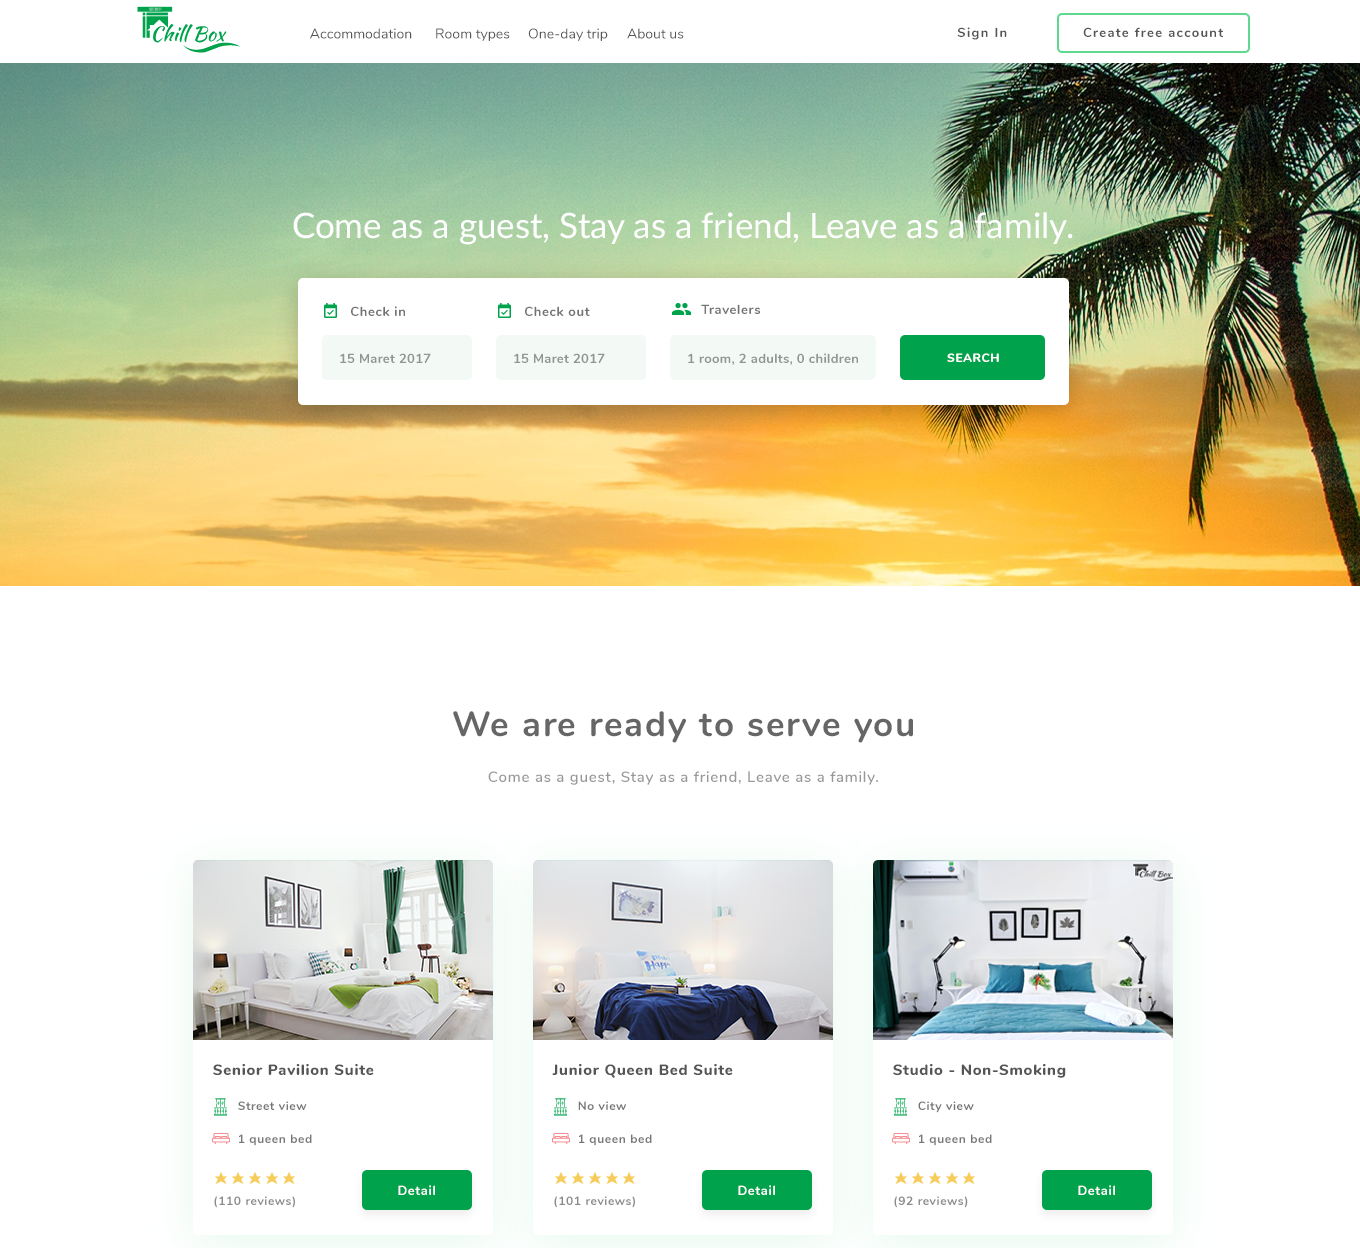 Chill Box
Accommodation
Room types
One-day trip
About us
Sign In
Create free account
Come as a guest, Stay as a friend, Leave as a family.
Check in
Check out
Travelers
15 Maret 2017
15 Maret 2017
1 room, 2 adults, 0 children
SEARCH
We are ready to serve you
Come as a guest, Stay as a friend, Leave as a family.
Chill Box
Senior Pavilion Suite
Street view
1 queen bed
(110 reviews)
Detail
Junior Queen Bed Suite
No view
1 queen bed
(101 reviews)
Detail
Studio - Non-Smoking
City view
1 queen bed
(92 reviews)
Detail